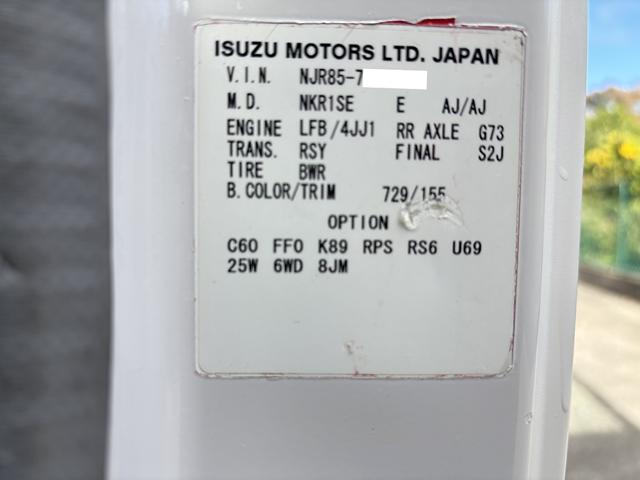 ISUZU MOTORS LTD. JAPAN
V.I.N. NJR85-7
M.D. NKR1SE E AJ/AJ
ENGINE LFB/4JJ1 RR AXLE G73
TRANS. RSY FINAL S2J
TIRE BWR
B.COLOR/TRIM 729/155
OPTION
C60 FF0 K89 RPS RS6 U69
25W 6WD 8JM